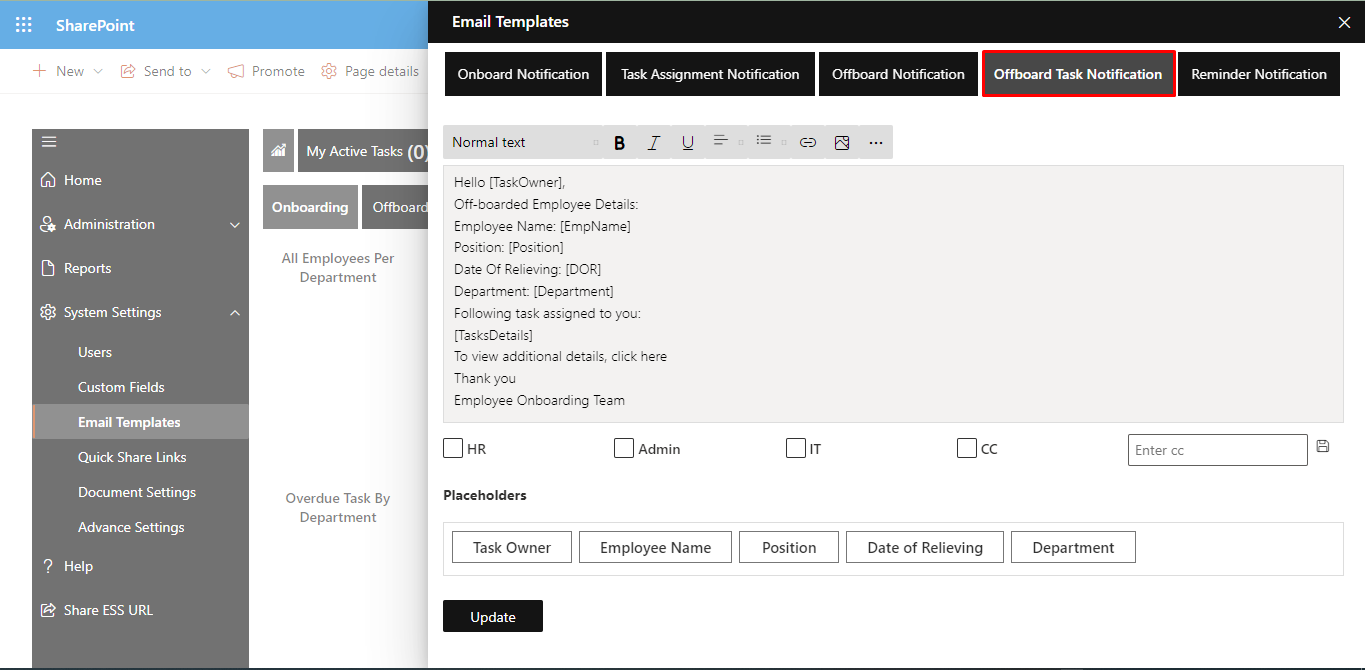 SharePoint
New
Send to
Promote
Page details
Home
Administration
Reports
System Settings
Users
Custom Fields
Email Templates
Quick Share Links
Document Settings
Advance Settings
? Help
Share ESS URL
My Active Tasks (0)
Onboarding
Offboard
All Employees Per
Department
Overdue Task By
Department
Email Templates
Onboard Notification
Task Assignment Notification
Offboard Notification
Offboard Task Notification
Reminder Notification
Normal text
B I U
Hello [TaskOwner],
Off-boarded Employee Details:
Employee Name: [EmpName]
Position: [Position]
Date Of Relieving: [DOR]
Department: [Department]
Following task assigned to you:
[TasksDetails]
To view additional details, click here
Thank you
Employee Onboarding Team
HR
Admin
IT
CC
Enter cc
Placeholders
Task Owner
Employee Name
Position
Date of Relieving
Department
Update